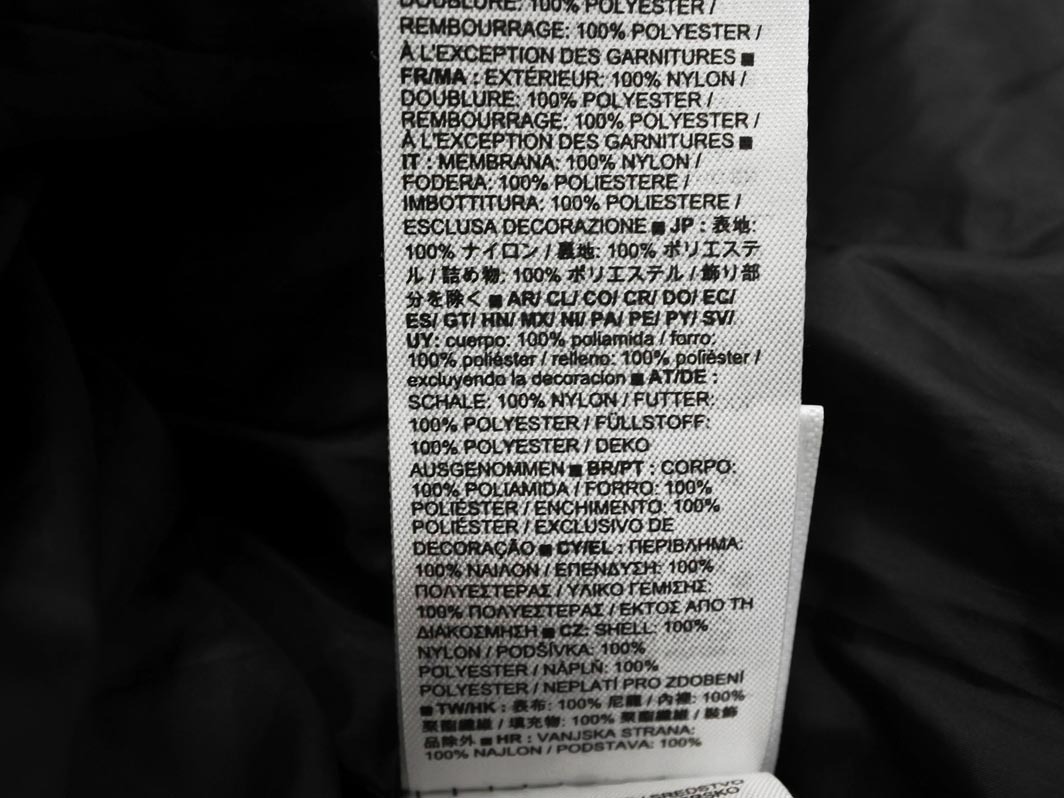 DOUBLURE: 100% POLYESTER /
REMBOURRAGE: 100% POLYESTER /
À L'EXCEPTION DES GARNITURES ■
FR/MA : EXTÉRIEUR: 100% NYLON /
DOUBLURE: 100% POLYESTER /
REMBOURRAGE: 100% POLYESTER /
À L'EXCEPTION DES GARNITURES ■
IT : MEMBRANA: 100% NYLON /
FODERA: 100% POLIESTERE /
IMBOTTITURA: 100% POLIESTERE /
ESCLUSA DECORAZIONE ■ JP : 表地:
100% ナイロン / 裏地: 100% ポリエステ
ル / 詰め物: 100% ポリエステル / 飾り部
分を除く ■ AR/ CL/ CO/ CR/ DO/ EC/
ES/ GT/ HN/ MX/ NI/ PA/ PE/ PY/ SV/
UY: cuerpo: 100% poliamida / forro:
100% poliéster / relleno: 100% poliéster /
excluyendo la decoracion ■ AT/DE :
SCHALE: 100% NYLON / FUTTER:
100% POLYESTER / FÜLLSTOFF:
100% POLYESTER / DEKO
AUSGENOMMEN ■ BR/PT : CORPO:
100% POLIAMIDA / FORRO: 100%
POLIÉSTER / ENCHIMENTO: 100%
POLIÉSTER / EXCLUSIVO DE
DECORAÇÃO ■ CY/EL : ΠΕΡΙΒΛΗΜΑ:
100% ΝΑΙΛΟΝ / ΕΠΕΝΔΥΣΗ: 100%
ΠΟΛΥΕΣΤΕΡΑΣ / ΥΛΙΚΟ ΓΕΜΙΣΗΣ:
100% ΠΟΛΥΕΣΤΕΡΑΣ / ΕΚΤΟΣ ΑΠΟ ΤΗ
ΔΙΑΚΟΣΜΗΣΗ ■ CZ: SHELL: 100%
NYLON / PODŠÍVKA: 100%
POLYESTER / NÁPLŇ: 100%
POLYESTER / NEPLATÍ PRO ZDOBENÍ
■ TW/HK : 表布: 100% 尼龍 / 內裡: 100%
聚酯纖維 / 填充物: 100% 聚酯纖維 / 裝飾
品除外 ■ HR : VANJSKA STRANA:
100% NAJLON / PODSTAVA: 100%
SREDSTVO